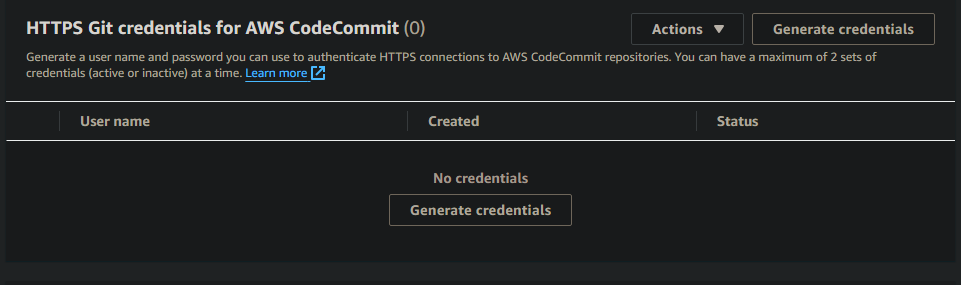 HTTPS Git credentials for AWS CodeCommit (0)
Actions
Generate credentials
Generate a user name and password you can use to authenticate HTTPS connections to AWS CodeCommit repositories. You can have a maximum of 2 sets of
credentials (active or inactive) at a time. Learn more
User name
Created
Status
No credentials
Generate credentials